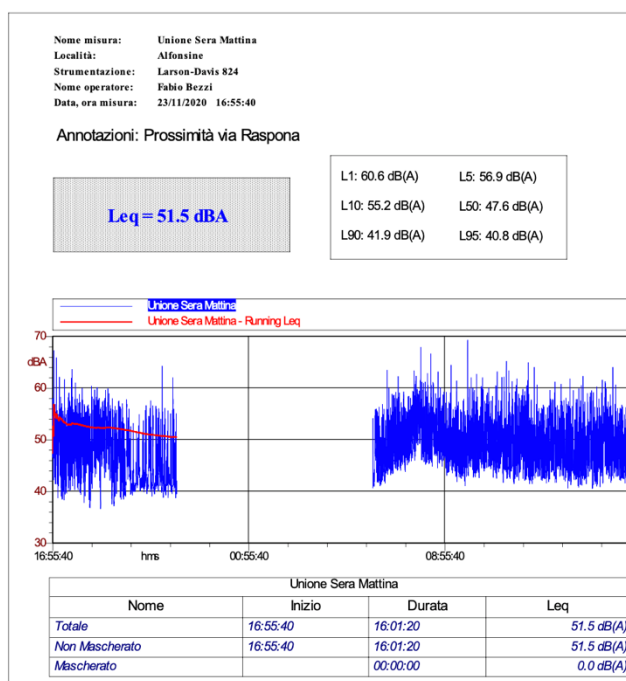 Nome misura: Unione Sera Mattina
Località: Alfonsine
Strumentazione: Larson-Davis 824
Nome operatore: Fabio Bezzi
Data, ora misura: 23/11/2020 16:55:40
Annotazioni: Prossimità via Raspona
Leq = 51.5 dBA
L1: 60.6 dB(A) L5: 56.9 dB(A)
L10: 55.2 dB(A) L50: 47.6 dB(A)
L90: 41.9 dB(A) L95: 40.8 dB(A)
Unione Sera Mattina
Unione Sera Mattina - Running Leq
70
dBA
60
50
40
30
16:55:40 hms 00:55:40 08:55:40
Unione Sera Mattina
Nome Inizio Durata Leq
Totale 16:55:40 16:01:20 51.5 dB(A)
Non Mascherato 16:55:40 16:01:20 51.5 dB(A)
Mascherato 00:00:00 0.0 dB(A)